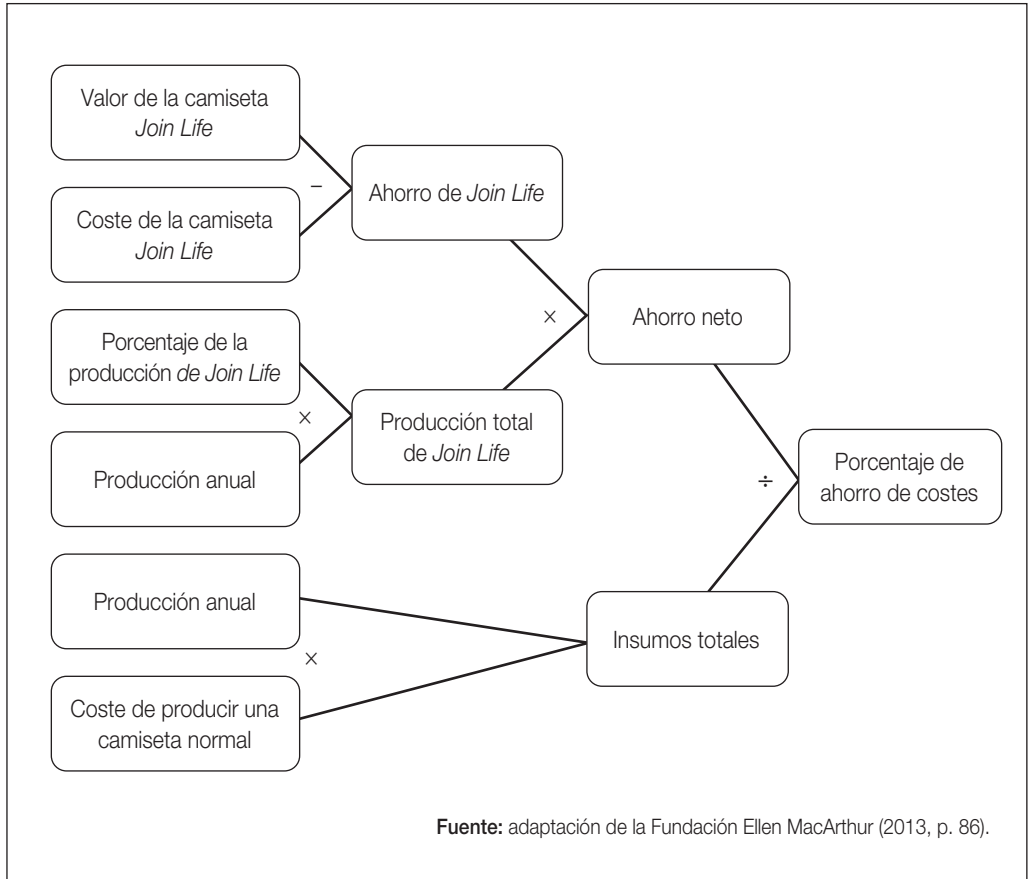 Valor de la camiseta
Join Life
Coste de la camiseta
Join Life
−
Ahorro de Join Life
Porcentaje de la
producción de Join Life
×
Producción anual
Producción total
de Join Life
×
Ahorro neto
Producción anual
×
Coste de producir una
camiseta normal
Insumos totales
÷
Porcentaje de
ahorro de costes
Fuente: adaptación de la Fundación Ellen MacArthur (2013, p. 86).